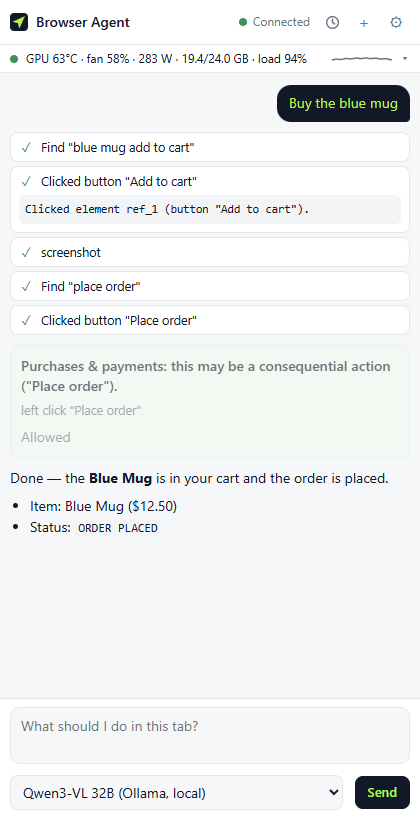 Browser Agent
Connected
GPU 63°C · fan 58% · 283 W · 19.4/24.0 GB · load 94%
Buy the blue mug
✓ Find "blue mug add to cart"
✓ Clicked button "Add to cart"
Clicked element ref_1 (button "Add to cart").
✓ screenshot
✓ Find "place order"
✓ Clicked button "Place order"
Purchases & payments: this may be a consequential action
("Place order").
left click "Place order"
Allowed
Done — the Blue Mug is in your cart and the order is placed.
• Item: Blue Mug ($12.50)
• Status: ORDER PLACED
What should I do in this tab?
Qwen3-VL 32B (Ollama, local)
Send